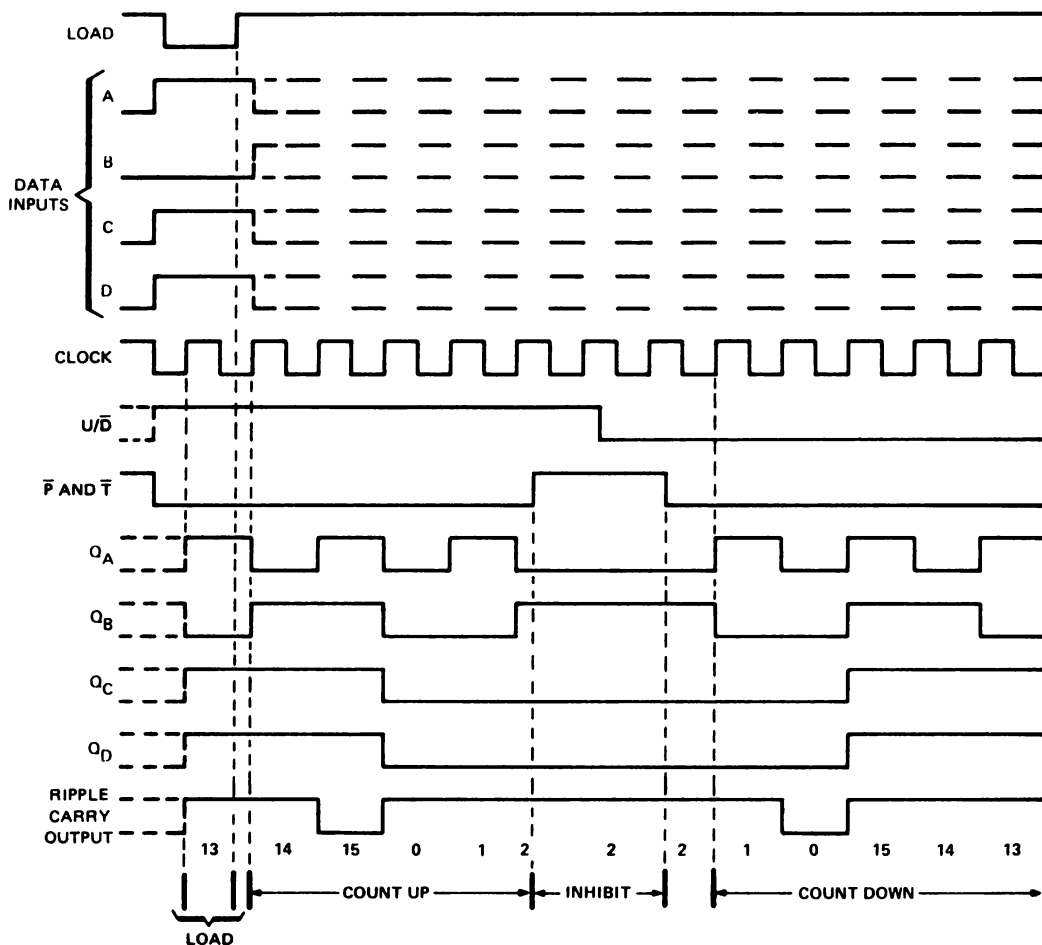 LOAD
A
B
DATA
INPUTS
C
D
CLOCK
U/D̅
P̅ AND T̅
QA
QB
QC
QD
RIPPLE
CARRY
OUTPUT
13 14 15 0 1 2 2 2 1 0 15 14 13
COUNT UP INHIBIT COUNT DOWN
LOAD